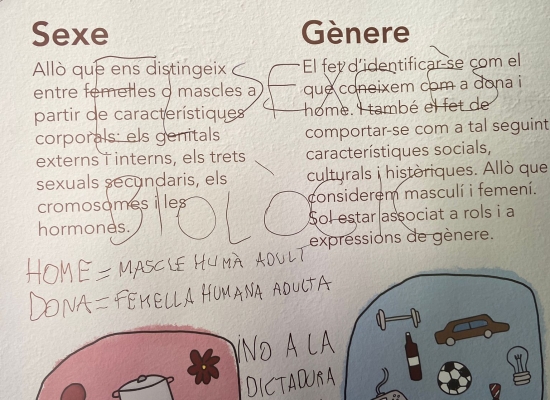 Sexe
Allò que ens distingeix
entre femelles o mascles a
partir de característiques
corporals: els genitals
externs i interns, els trets
sexuals secundaris, els
cromosomes i les
hormones.
Gènere
El fet d'identificar-se com el
que coneixem com a dona i
home. I també el fet de
comportar-se com a tal seguint
característiques socials,
culturals i històriques. Allò que
considerem masculí i femení.
Sol estar associat a rols i a
expressions de gènere.
EL SEXE ÉS
BIOLÒGIC
HOME = MASCLE HUMÀ ADULT
DONA = FEMELLA HUMANA ADULTA
NO A LA
DICTADURA